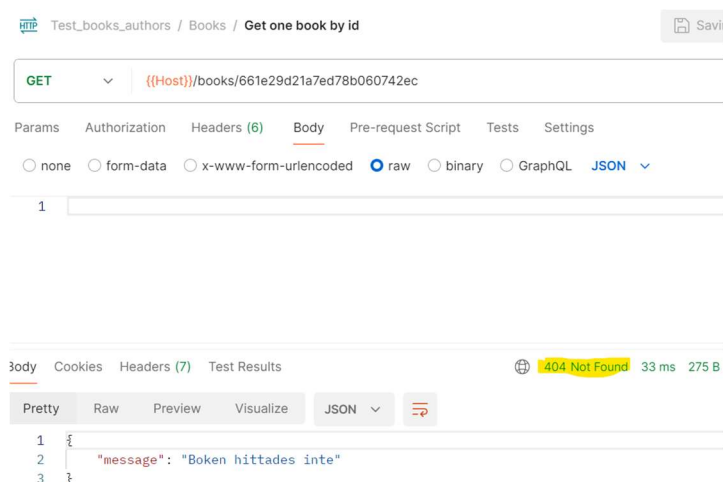 HTTP Test_books_authors / Books / Get one book by id
GET {{Host}}/books/661e29d21a7ed78b060742ec
Params Authorization Headers (6) Body Pre-request Script Tests Settings
none form-data x-www-form-urlencoded raw binary GraphQL JSON
1
Body Cookies Headers (7) Test Results 404 Not Found 33 ms 275 B
Pretty Raw Preview Visualize JSON
1 {
2 "message": "Boken hittades inte"
3 }